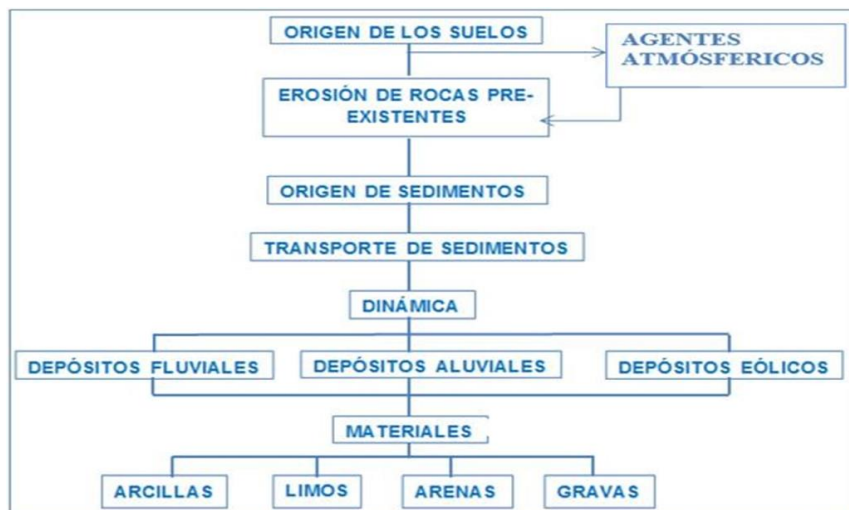 ORIGEN DE LOS SUELOS
AGENTES
ATMÓSFERICOS
EROSIÓN DE ROCAS PRE-
EXISTENTES
ORIGEN DE SEDIMENTOS
TRANSPORTE DE SEDIMENTOS
DINÁMICA
DEPÓSITOS FLUVIALES
DEPÓSITOS ALUVIALES
DEPÓSITOS EÓLICOS
MATERIALES
ARCILLAS
LIMOS
ARENAS
GRAVAS